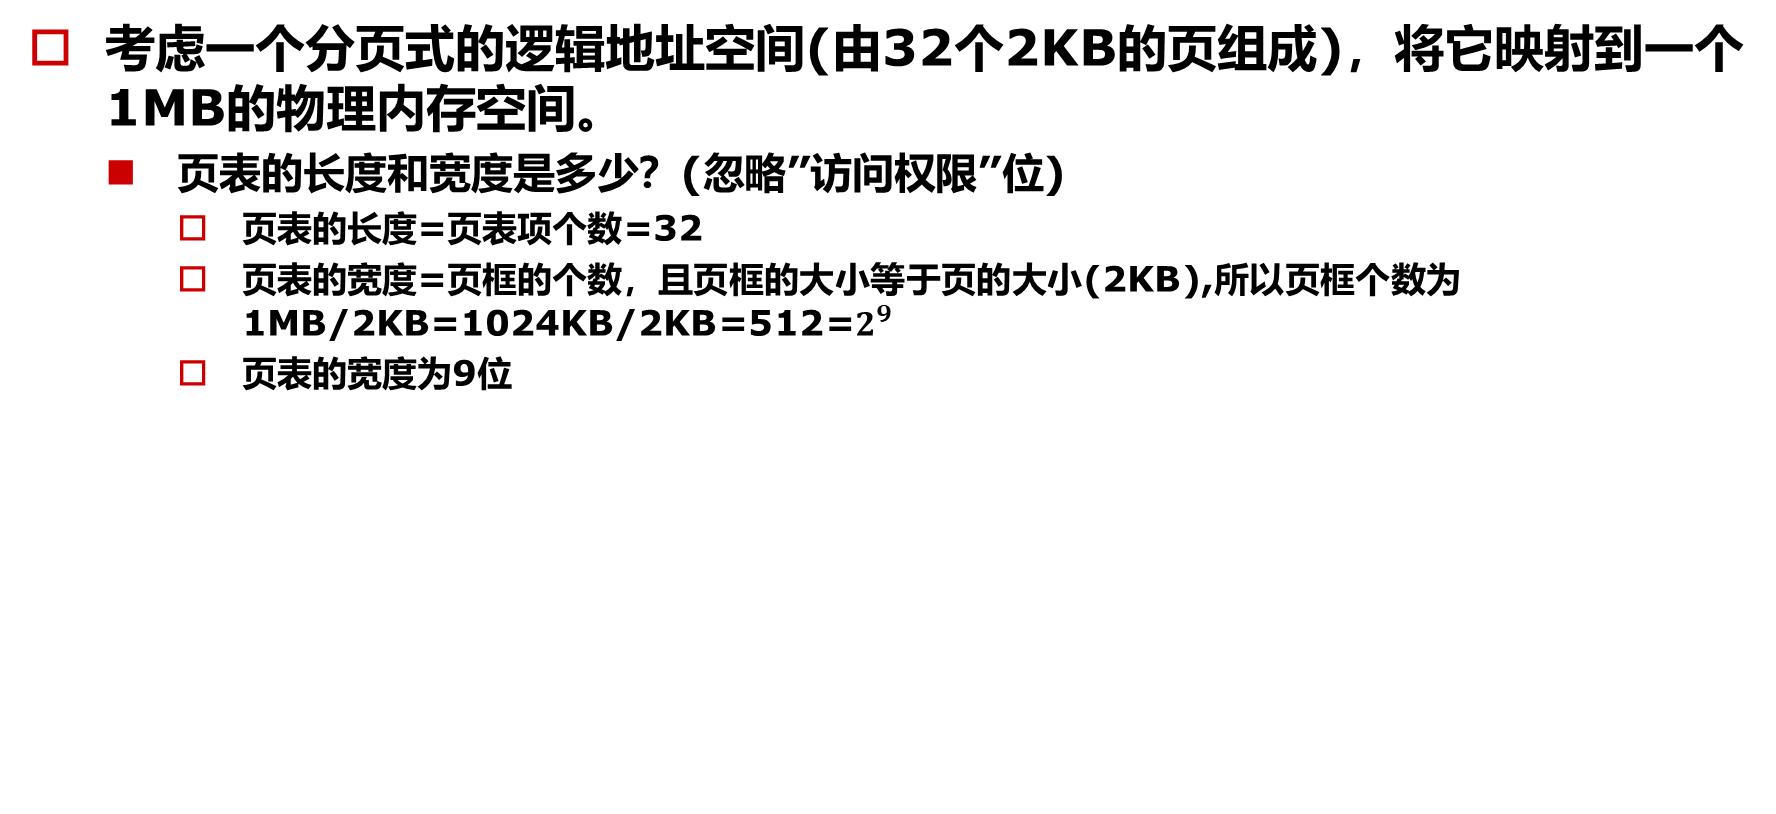 考虑一个分页式的逻辑地址空间(由32个2KB的页组成)，将它映射到一个
1MB的物理内存空间。
页表的长度和宽度是多少？(忽略”访问权限”位)
页表的长度=页表项个数=32
页表的宽度=页框的个数，且页框的大小等于页的大小(2KB),所以页框个数为
1MB/2KB=1024KB/2KB=512=2⁹
页表的宽度为9位